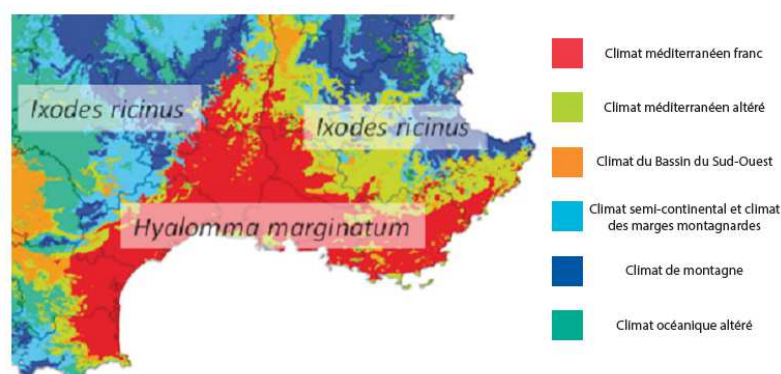 Ixodes ricinus
Ixodes ricinus
Hyalomma marginatum
Climat méditerranéen franc
Climat méditerranéen altéré
Climat du Bassin du Sud-Ouest
Climat semi-continental et climat
des marges montagnardes
Climat de montagne
Climat océanique altéré